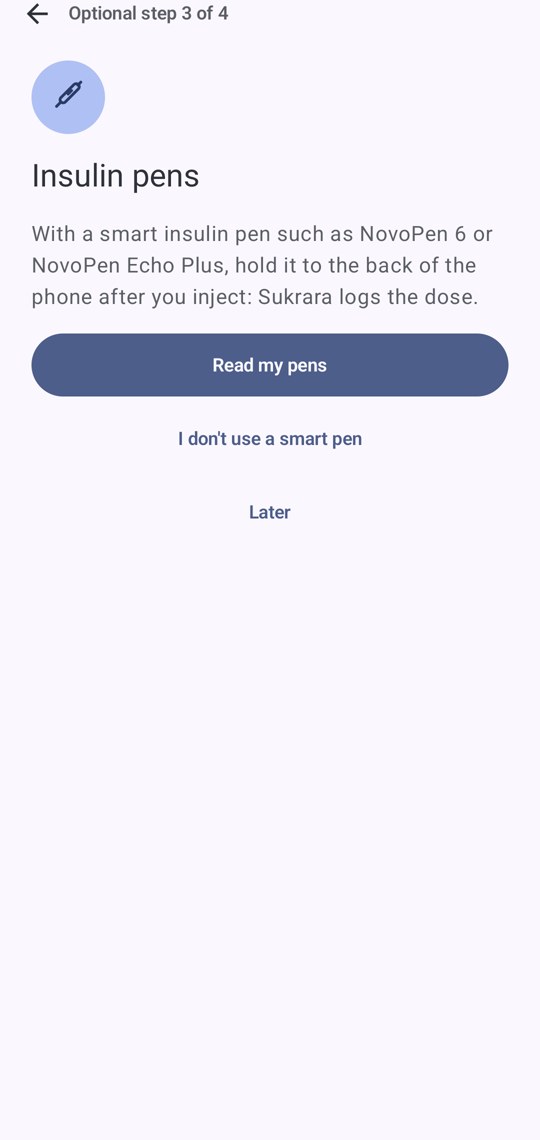 Optional step 3 of 4
Insulin pens
With a smart insulin pen such as NovoPen 6 or
NovoPen Echo Plus, hold it to the back of the
phone after you inject: Sukrara logs the dose.
Read my pens
I don't use a smart pen
Later